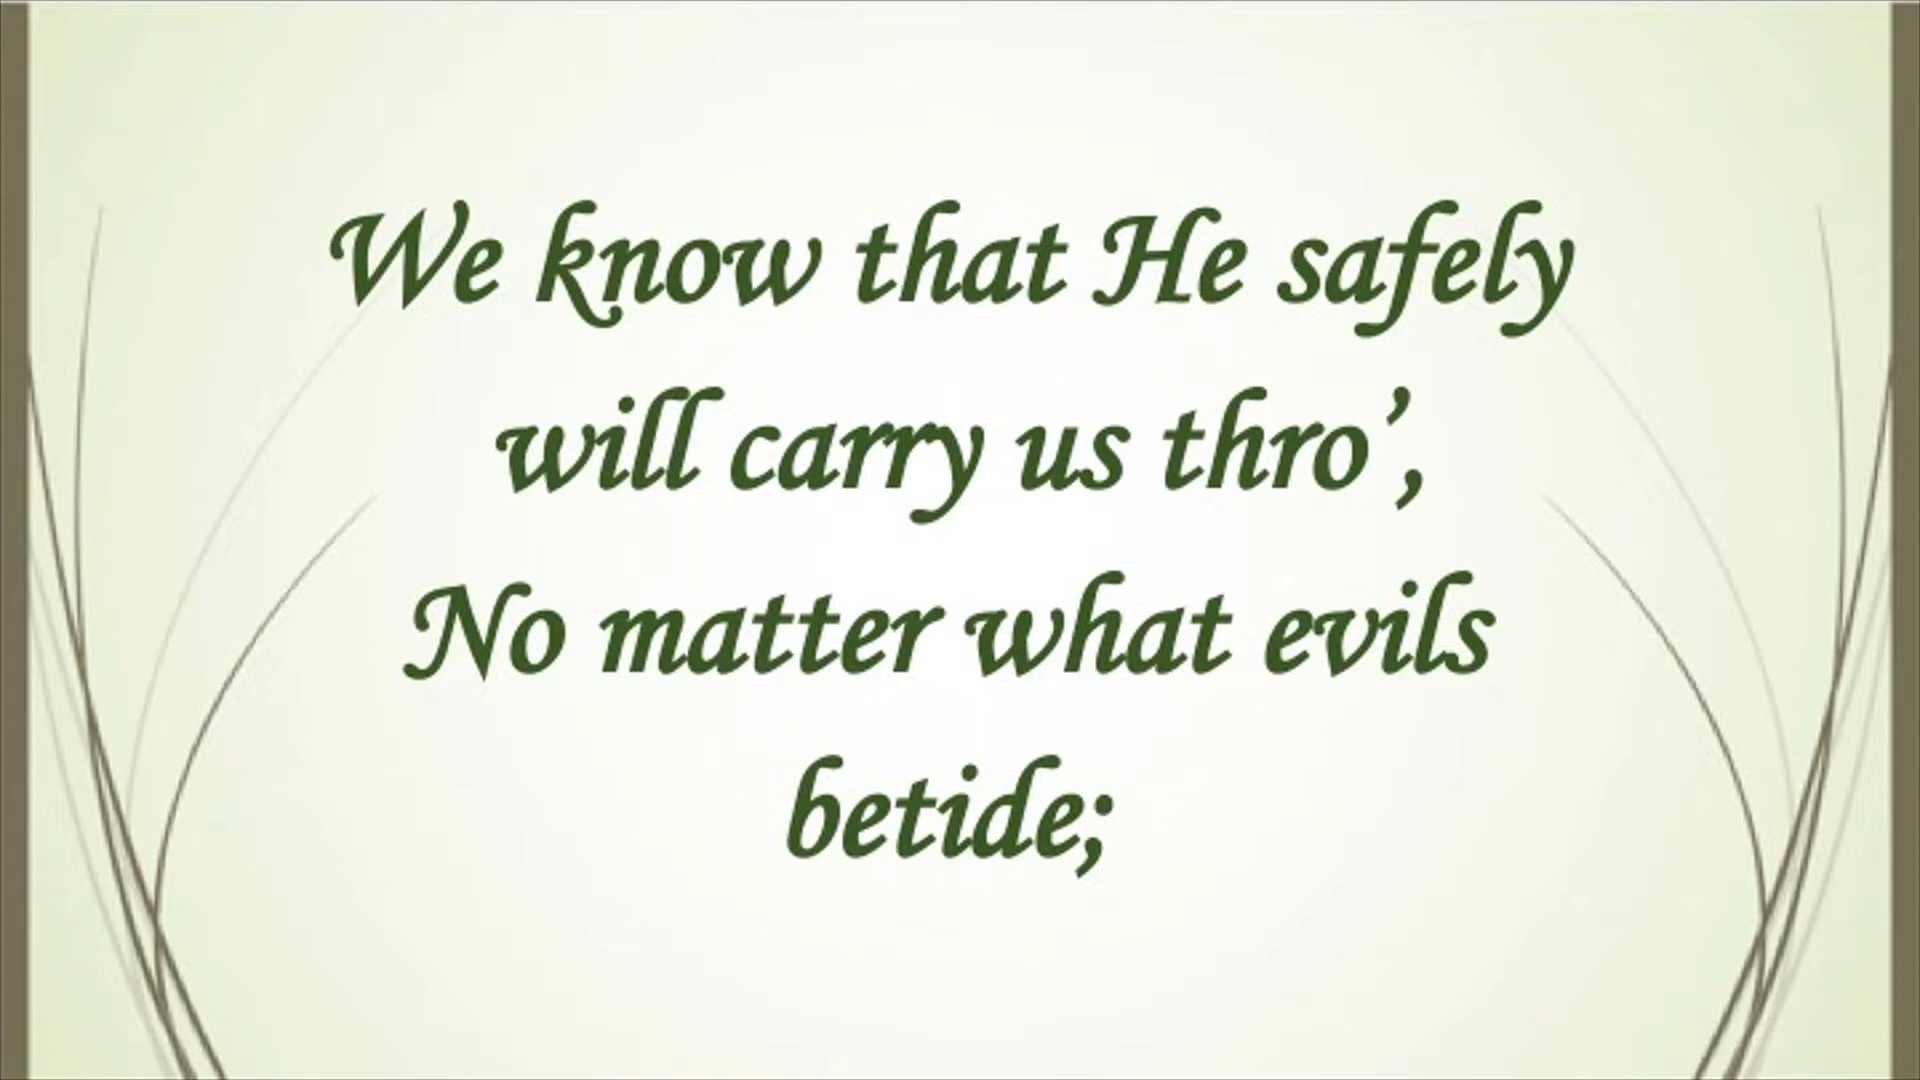 We know that He safely
will carry us thro’,
No matter what evils
betide;